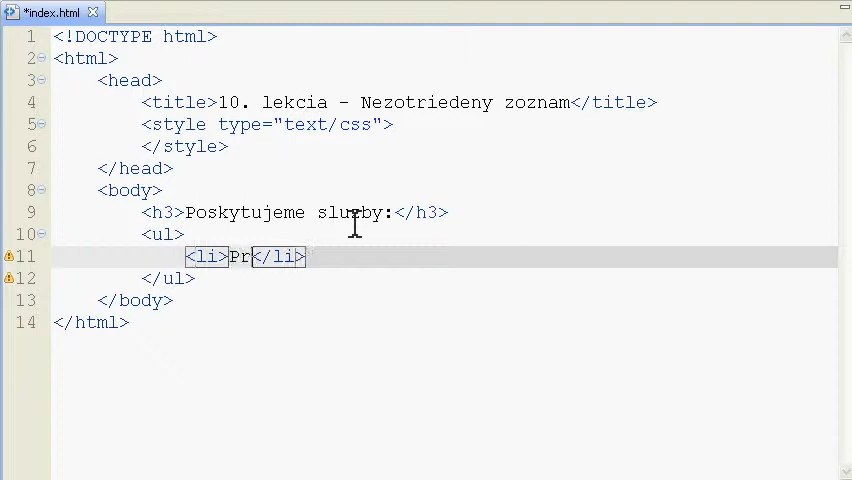 *index.html
1 <!DOCTYPE html>
2 <html>
3 <head>
4 <title>10. lekcia - Nezotriedeny zoznam</title>
5 <style type="text/css">
6 </style>
7 </head>
8 <body>
9 <h3>Poskytujeme sluzby:</h3>
10 <ul>
11 <li>Pr</li>
12 </ul>
13 </body>
14 </html>